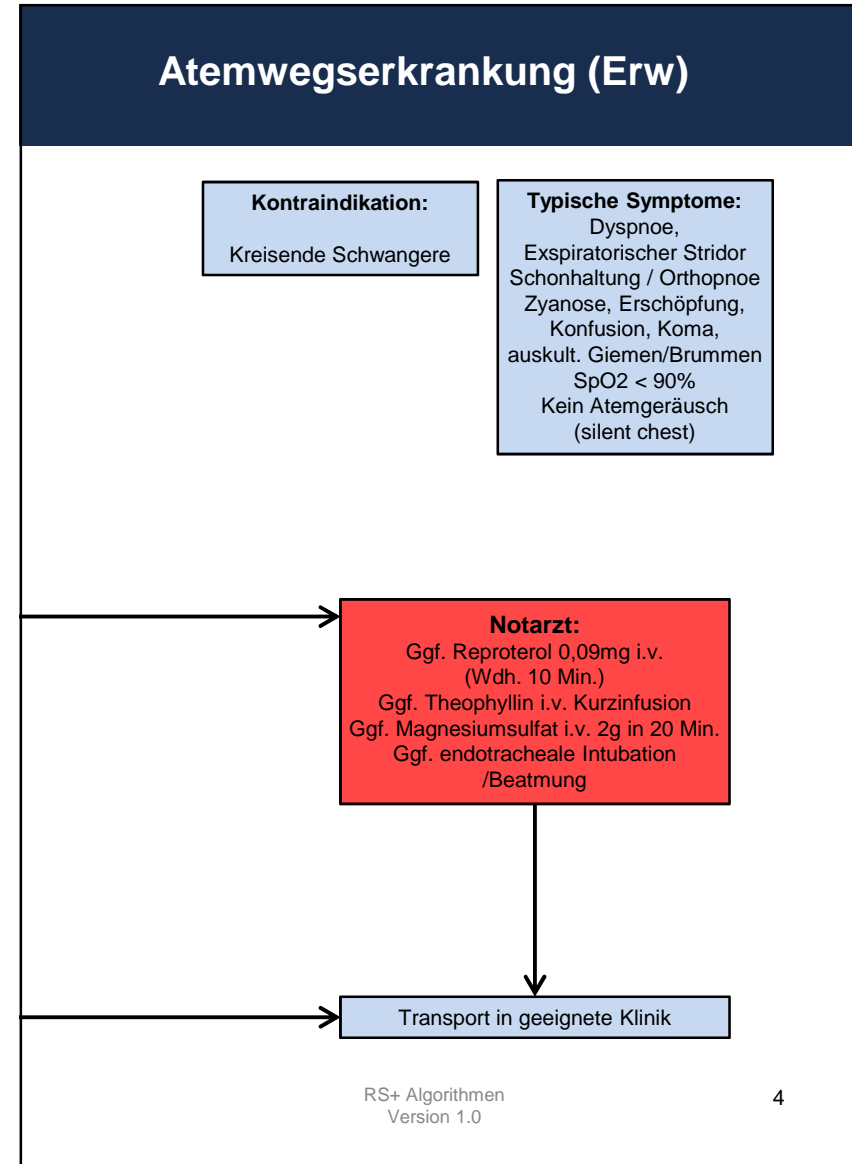 Atemwegserkrankung (Erw)
Kontraindikation:
Kreisende Schwangere
Typische Symptome:
Dyspnoe,
Exspiratorischer Stridor
Schonhaltung / Orthopnoe
Zyanose, Erschöpfung,
Konfusion, Koma,
auskult. Giemen/Brummen
SpO2 < 90%
Kein Atemgeräusch
(silent chest)
Notarzt:
Ggf. Reproterol 0,09mg i.v.
(Wdh. 10 Min.)
Ggf. Theophyllin i.v. Kurzinfusion
Ggf. Magnesiumsulfat i.v. 2g in 20 Min.
Ggf. endotracheale Intubation
/Beatmung
Transport in geeignete Klinik
RS+ Algorithmen
Version 1.0
4